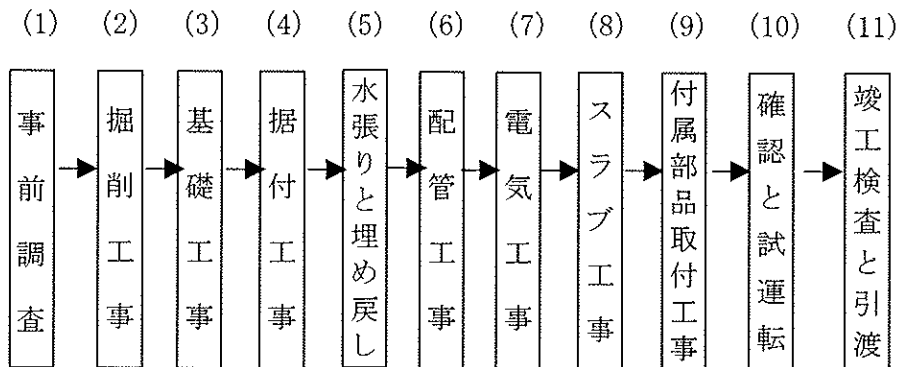 (1) (2) (3) (4) (5) (6) (7) (8) (9) (10) (11)
事前調査
掘削工事
基礎工事
据付工事
水張りと埋め戻し
配管工事
電気工事
スラブ工事
付属部品取付工事
確認と試運転
竣工検査と引渡